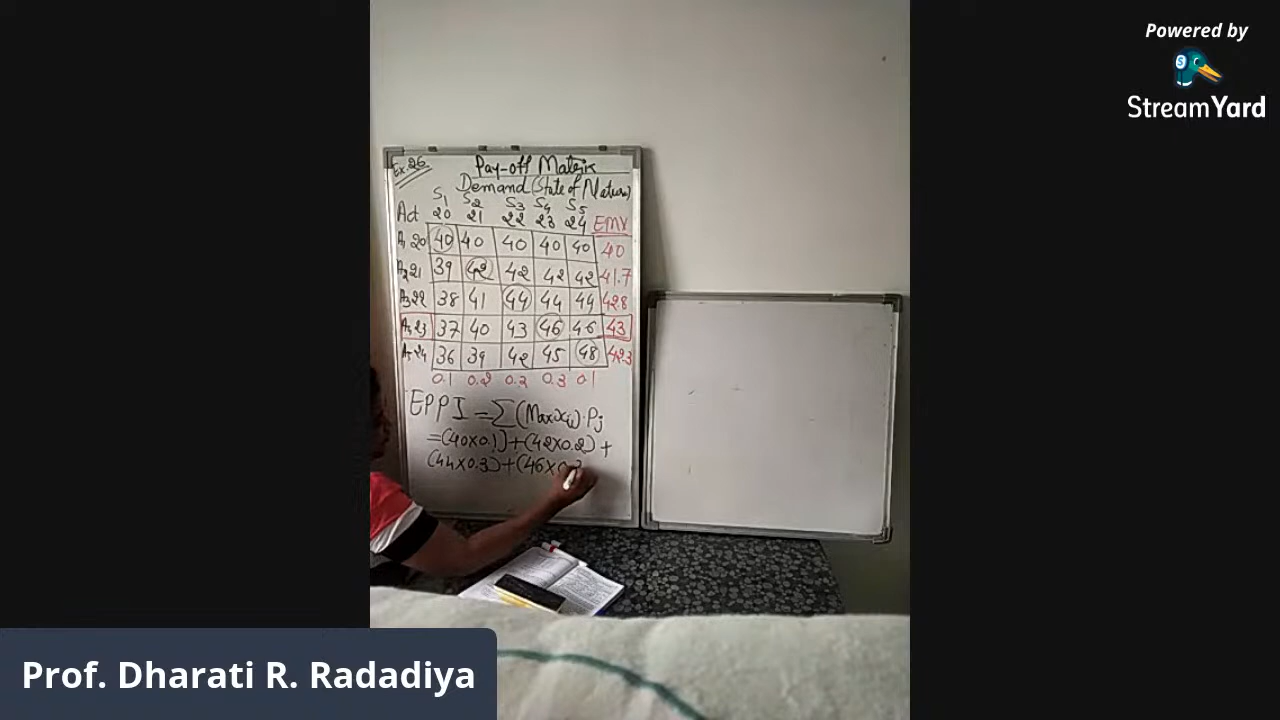 Powered by
StreamYard
Ex. 26
Pay-off Matrix
Demand (State of Nature)
S1 S2 S3 S4 S5
Act 20 21 22 23 24 EMV
A1 20 40 40 40 40 40 40
A2 21 39 42 42 42 42 41.7
A3 22 38 41 44 44 44 42.8
A4 23 37 40 43 46 46 43
A5 24 36 39 42 45 48 42.3
0.1 0.2 0.3 0.3 0.1
EPPI = ∑(Max xij)·Pj
=(40×0.1)+(42×0.2)+
(44×0.3)+(46×0.3
Prof. Dharati R. Radadiya